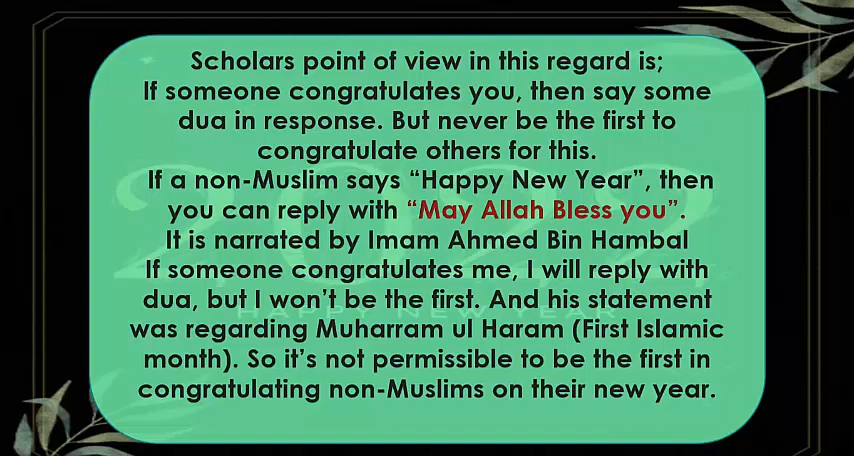 Scholars point of view in this regard is;
If someone congratulates you, then say some
dua in response. But never be the first to
congratulate others for this.
If a non-Muslim says “Happy New Year”, then
you can reply with “May Allah Bless you”.
It is narrated by Imam Ahmed Bin Hambal
If someone congratulates me, I will reply with
dua, but I won’t be the first. And his statement
was regarding Muharram ul Haram (First Islamic
month). So it’s not permissible to be the first in
congratulating non-Muslims on their new year.
2022
HAPPY NEW YEAR